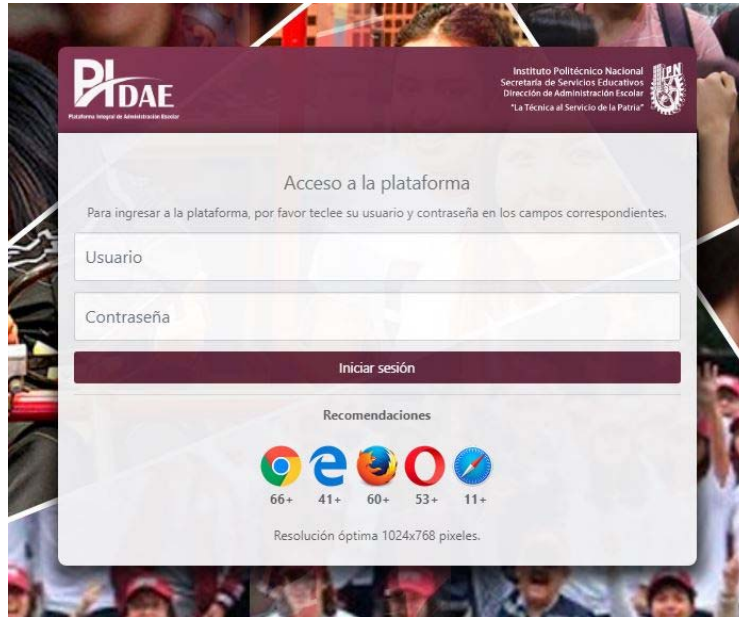 PIDAE
Plataforma Integral de Administración Escolar
Instituto Politécnico Nacional
Secretaría de Servicios Educativos
Dirección de Administración Escolar
"La Técnica al Servicio de la Patria"
IPN
Acceso a la plataforma
Para ingresar a la plataforma, por favor teclee su usuario y contraseña en los campos correspondientes.
Usuario
Contraseña
Iniciar sesión
Recomendaciones
66+ 41+ 60+ 53+ 11+
Resolución óptima 1024x768 pixeles.